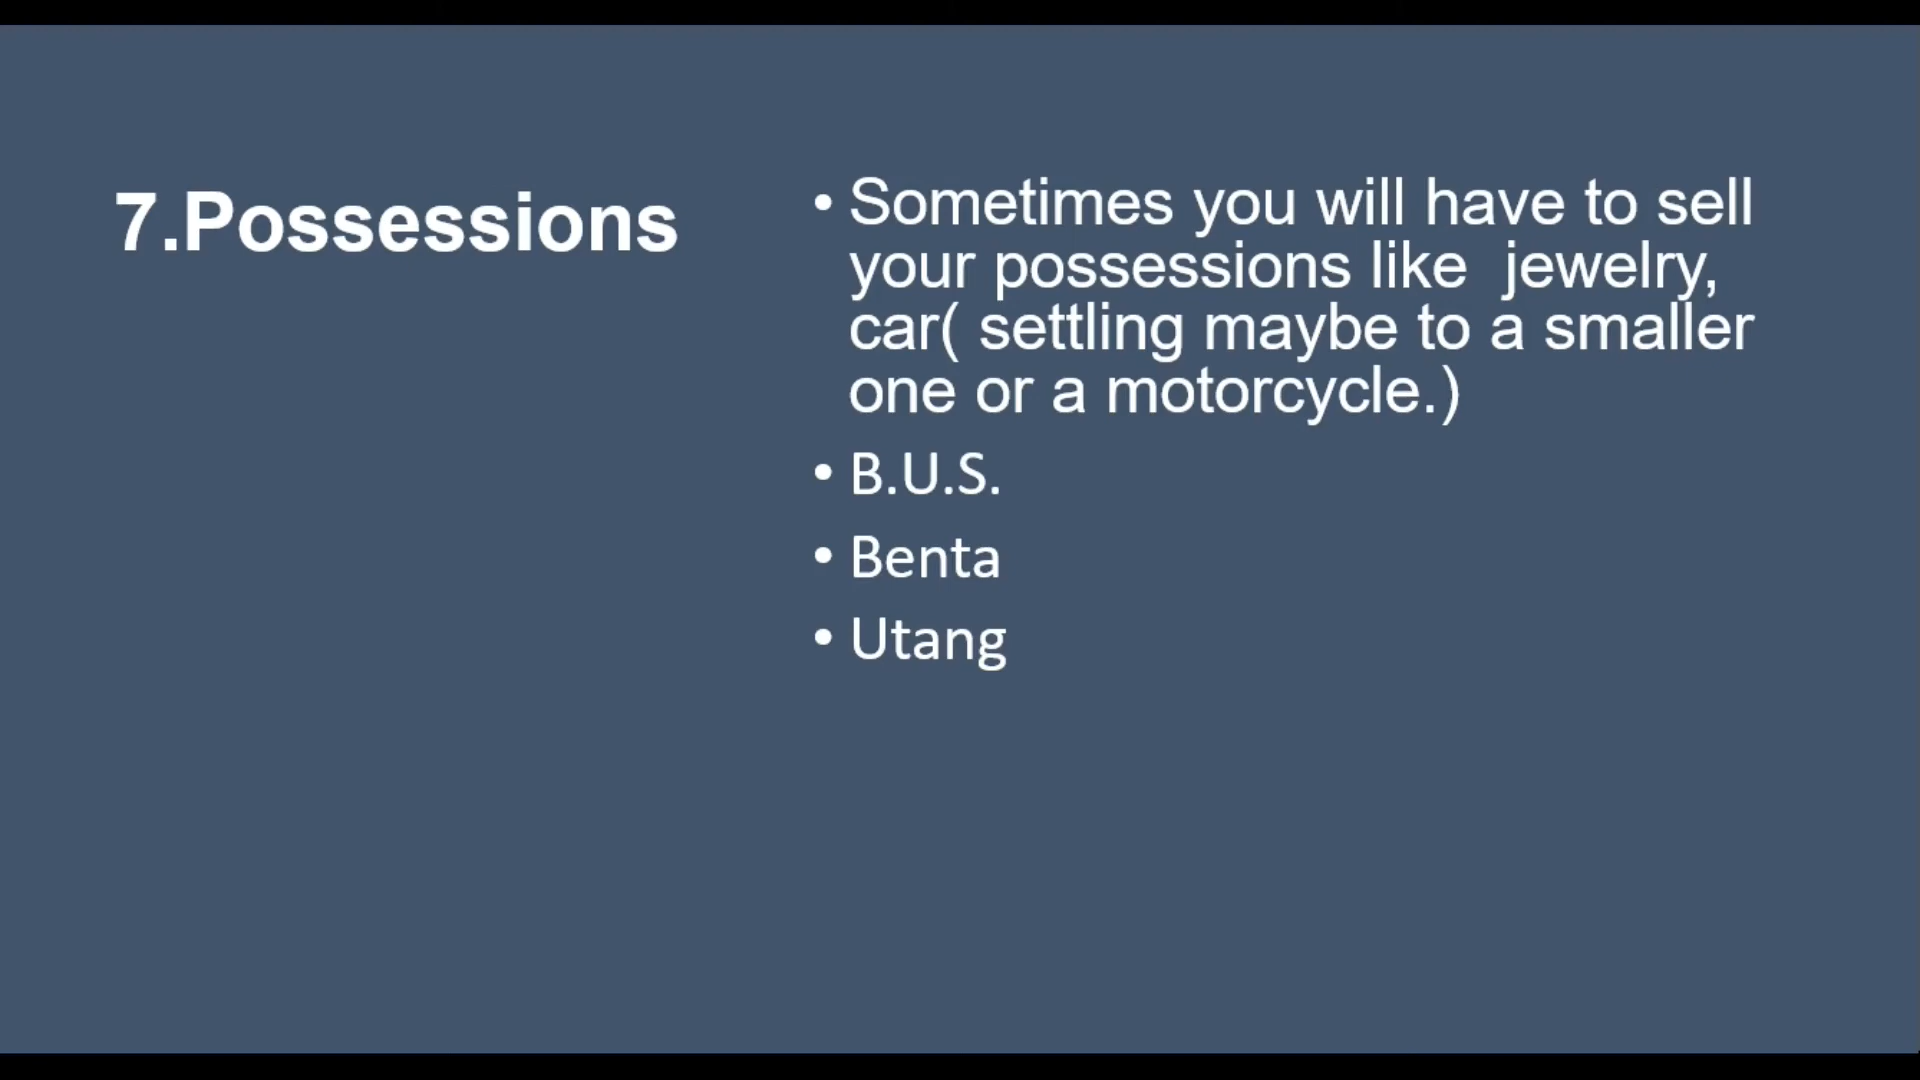 7.Possessions
• Sometimes you will have to sell
your possessions like  jewelry,
car( settling maybe to a smaller
one or a motorcycle.)
• B.U.S.
• Benta
• Utang